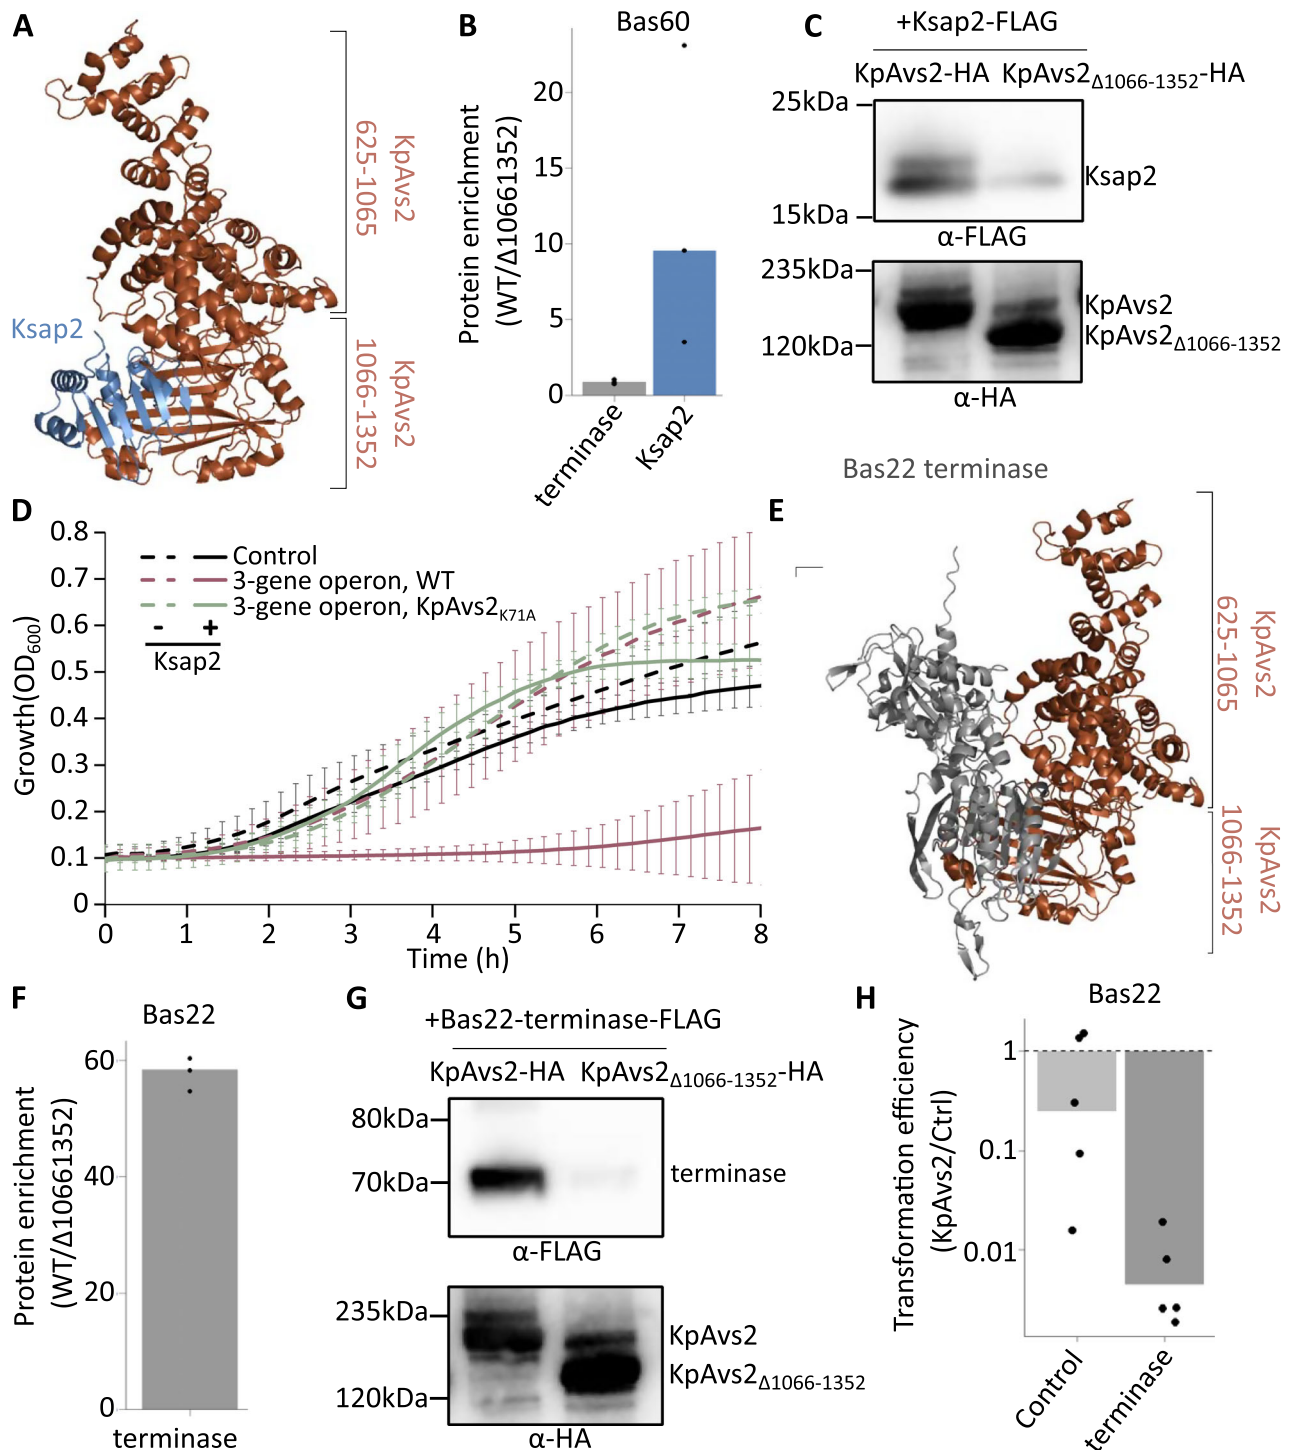 A
KpAvs2
625-1065
Ksap2
KpAvs2
1066-1352
B
Bas60
Protein enrichment
(WT/Δ10661352)
20
15
10
5
0
terminase
Ksap2
C
+Ksap2-FLAG
KpAvs2-HA KpAvs2Δ1066-1352-HA
25kDa
Ksap2
15kDa
α-FLAG
235kDa
KpAvs2
KpAvs2Δ1066-1352
120kDa
α-HA
D
Growth(OD600)
0.8
0.7
0.6
0.5
0.4
0.3
0.2
0.1
0
Control
3-gene operon, WT
3-gene operon, KpAvs2K71A
- +
Ksap2
0 1 2 3 4 5 6 7 8
Time (h)
E
Bas22 terminase
KpAvs2
625-1065
KpAvs2
1066-1352
F
Bas22
Protein enrichment
(WT/Δ10661352)
60
40
20
0
terminase
G
+Bas22-terminase-FLAG
KpAvs2-HA KpAvs2Δ1066-1352-HA
80kDa
70kDa
terminase
α-FLAG
235kDa
KpAvs2
KpAvs2Δ1066-1352
120kDa
α-HA
H
Bas22
Transformation efficiency
(KpAvs2/Ctrl)
1
0.1
0.01
Control
terminase